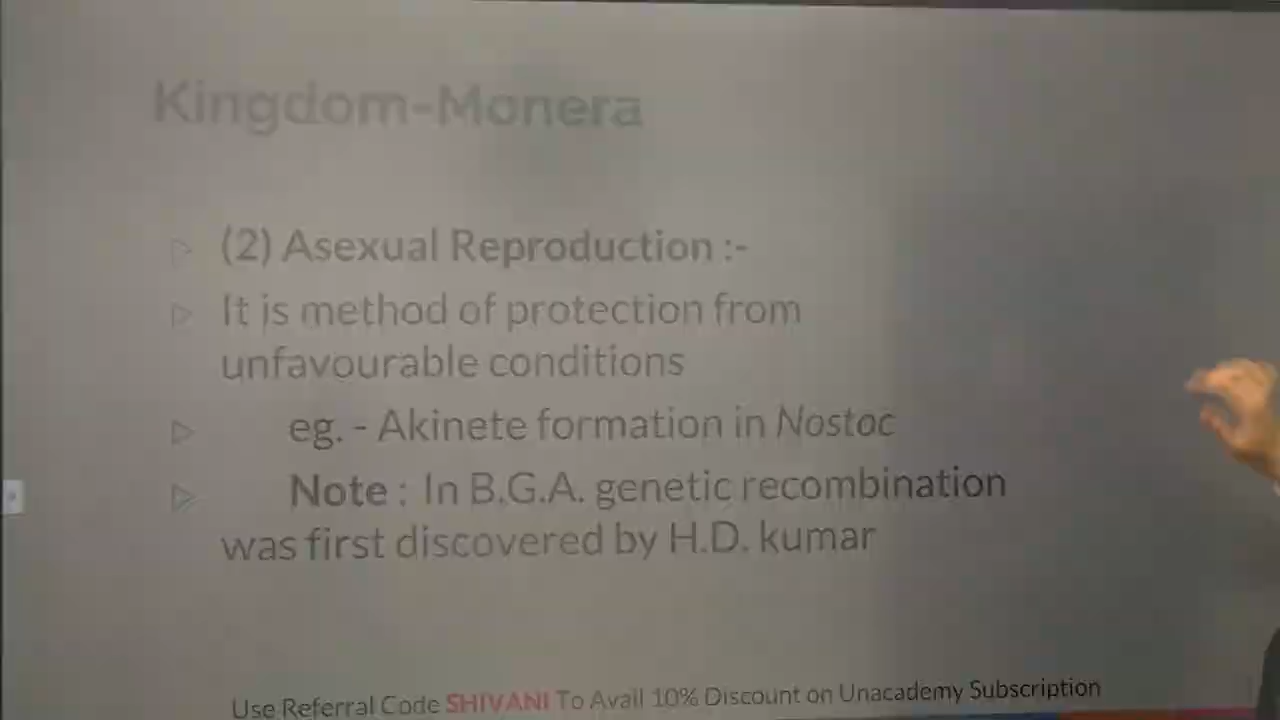 Kingdom-Monera
(2) Asexual Reproduction :-
It is method of protection from
unfavourable conditions
eg. - Akinete formation in Nostoc
Note : In B.G.A. genetic recombination
was first discovered by H.D. kumar
Use Referral Code SHIVANI To Avail 10% Discount on Unacademy Subscription